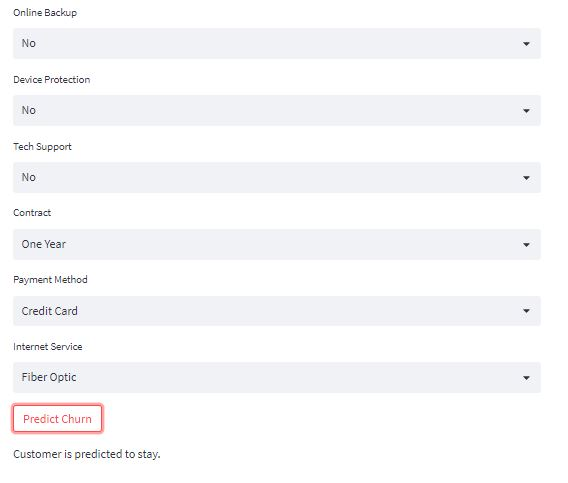 Online Backup
No
Device Protection
No
Tech Support
No
Contract
One Year
Payment Method
Credit Card
Internet Service
Fiber Optic
Predict Churn
Customer is predicted to stay.